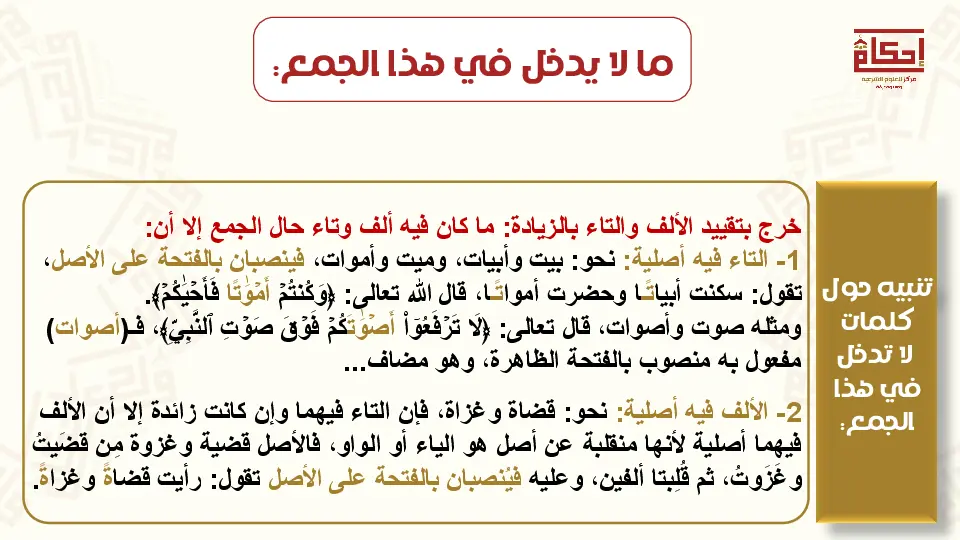 إحكام
مركز للعلوم الشرعية
ما لا يدخل في هذا الجمع:
تنبيه حول
كلمات
لا تدخل
في هذا
الجمع:
خرج بتقييد الألف والتاء بالزيادة: ما كان فيه ألف وتاء حال الجمع إلا أن:
1- التاء فيه أصلية: نحو: بيت وأبيات، وميت وأموات، فينصبان بالفتحة على الأصل،
تقول: سكنت أبياتًا وحضرت أمواتًا، قال الله تعالى: ﴿وَكُنتُمۡ أَمۡوَٰتٗا فَأَحۡيَٰكُمۡ﴾.
ومثله صوت وأصوات، قال تعالى: ﴿لَا تَرۡفَعُوٓاْ أَصۡوَٰتَكُمۡ فَوۡقَ صَوۡتِ ٱلنَّبِيِّ﴾، فـ(أصوات)
مفعول به منصوب بالفتحة الظاهرة، وهو مضاف...
2- الألف فيه أصلية: نحو: قضاة وغزاة، فإن التاء فيهما وإن كانت زائدة إلا أن الألف
فيهما أصلية لأنها منقلبة عن أصل هو الياء أو الواو، فالأصل قضية وغزوة مِن قضَيتُ
وغَزَوتُ، ثم قُلِبتا ألفين، وعليه فيُنصبان بالفتحة على الأصل تقول: رأيت قضاةً وغزاةً.